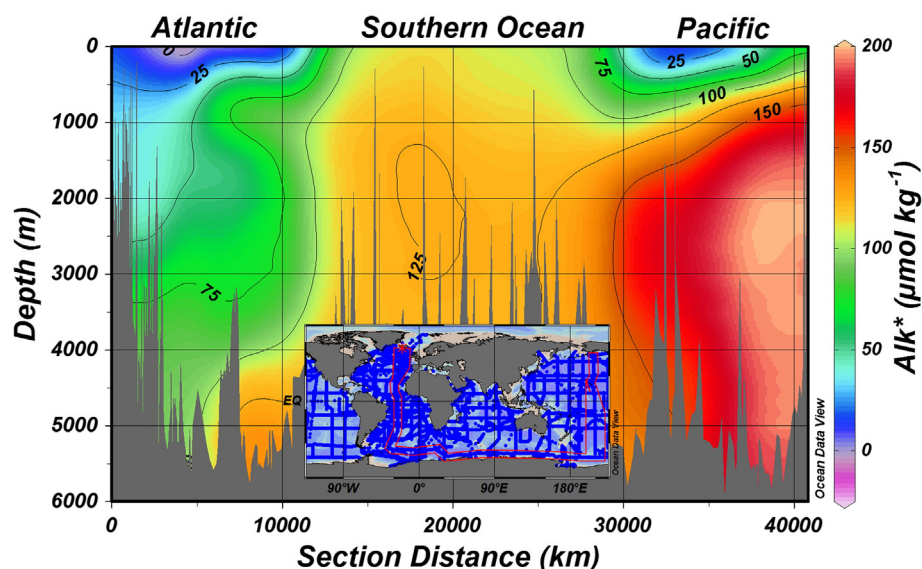 Atlantic Southern Ocean Pacific
0
1000
2000
3000
4000
5000
6000
Depth (m)
0
25
75
125
75
25
50
100
150
EQ
90°W 0° 90°E 180°E
Ocean Data View
0 10000 20000 30000 40000
Section Distance (km)
200
150
100
50
0
Alk* (μmol kg⁻¹)
Ocean Data View